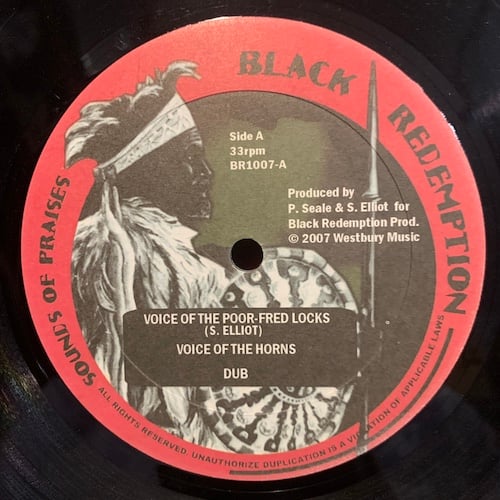 BLACK REDEMPTION
SOUNDS OF PRAISES
Side A
33rpm
BR1007-A
Produced by
P. Seale & S. Elliot for
Black Redemption Prod.
© 2007 Westbury Music
VOICE OF THE POOR-FRED LOCKS
(S. ELLIOT)
VOICE OF THE HORNS
DUB
ALL RIGHTS RESERVED. UNAUTHORIZE DUPLICATION IS A VIOLATION OF APPLICABLE LAWS